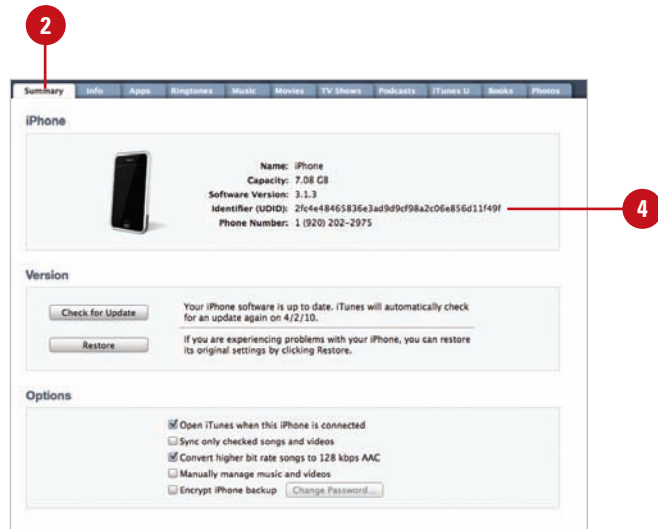 2
Summary Info Apps Ringtones Music Movies TV Shows Podcasts iTunes U Books Photos
iPhone
Name: iPhone
Capacity: 7.08 GB
Software Version: 3.1.3
Identifier (UDID): 2fc4e48465836e3ad9d9cf98a2c06e856d11f49f
4
Phone Number: 1 (920) 202-2975
Version
Check for Update
Your iPhone software is up to date. iTunes will automatically check
for an update again on 4/2/10.
Restore
If you are experiencing problems with your iPhone, you can restore
its original settings by clicking Restore.
Options
Open iTunes when this iPhone is connected
Sync only checked songs and videos
Convert higher bit rate songs to 128 kbps AAC
Manually manage music and videos
Encrypt iPhone backup Change Password...